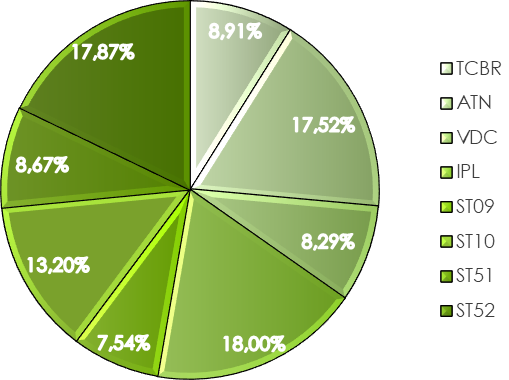 8,91%
17,52%
8,29%
18,00%
7,54%
13,20%
8,67%
17,87%
TCBR
ATN
VDC
IPL
ST09
ST10
ST51
ST52